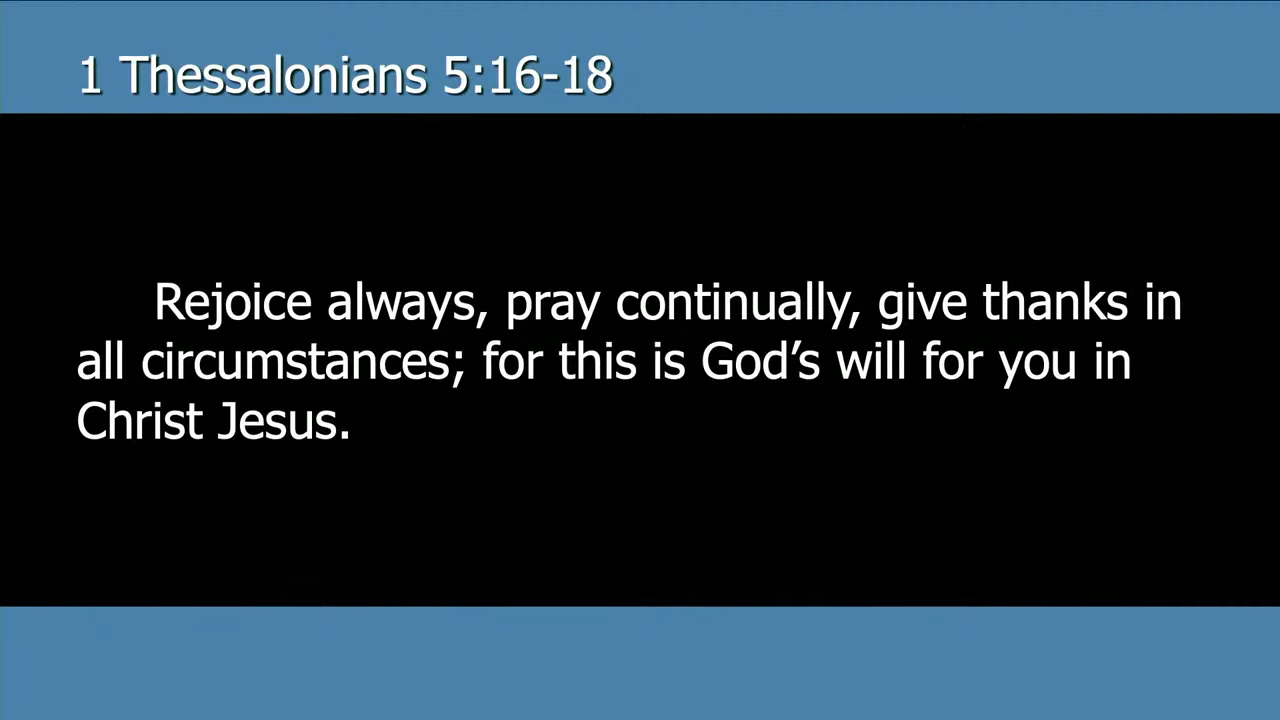 1 Thessalonians 5:16-18
Rejoice always, pray continually, give thanks in
all circumstances; for this is God’s will for you in
Christ Jesus.